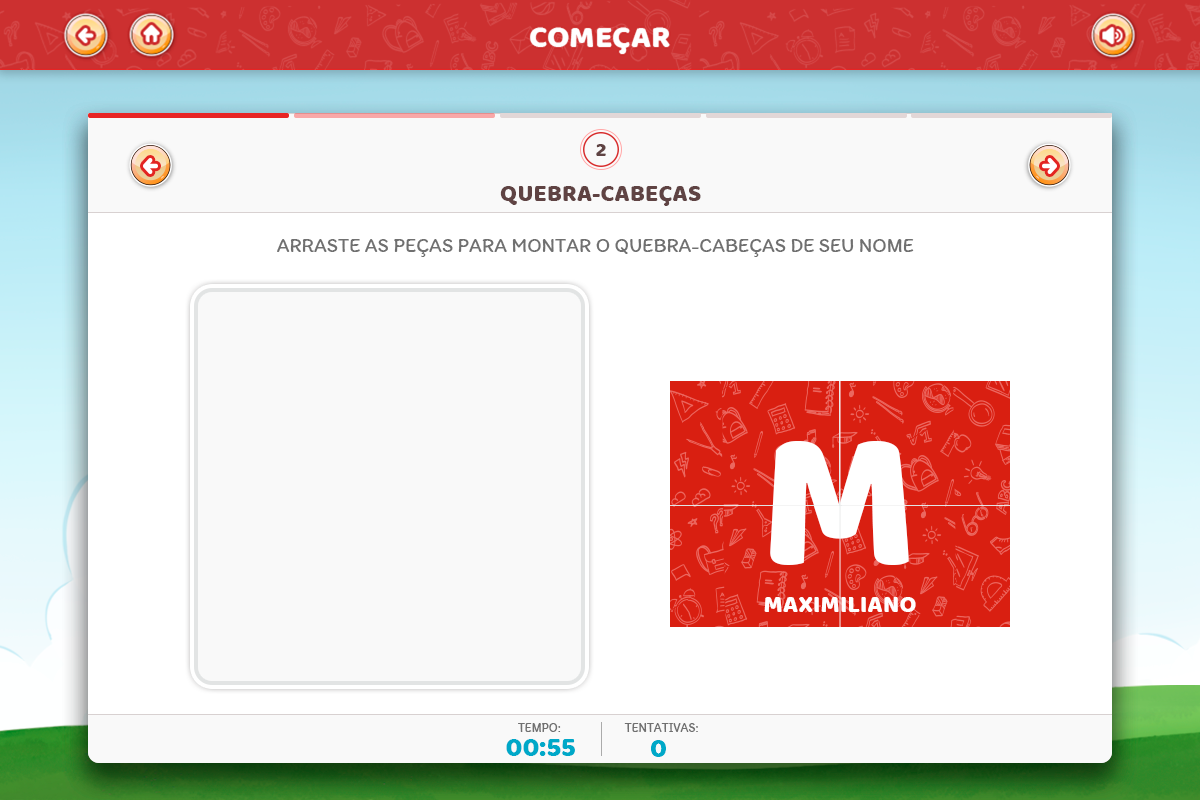 COMEÇAR
2
QUEBRA-CABEÇAS
ARRASTE AS PEÇAS PARA MONTAR O QUEBRA-CABEÇAS DE SEU NOME
M
MAXIMILIANO
TEMPO:
00:55
TENTATIVAS:
0